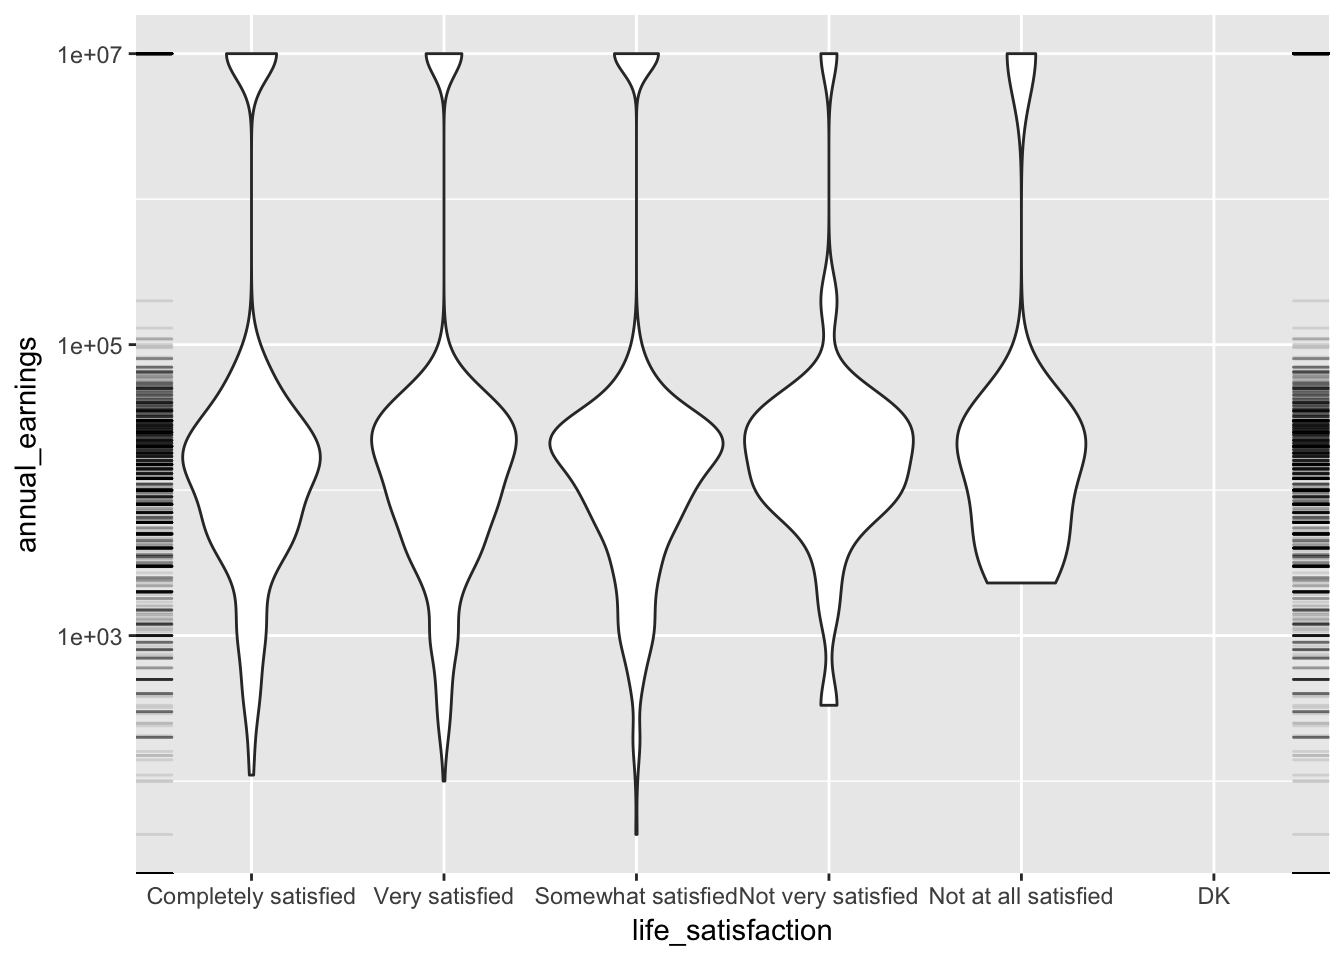 1e+07
1e+05
1e+03
annual_earnings
Completely satisfied
Very satisfied
Somewhat satisfied
Not very satisfied
Not at all satisfied
DK
life_satisfaction